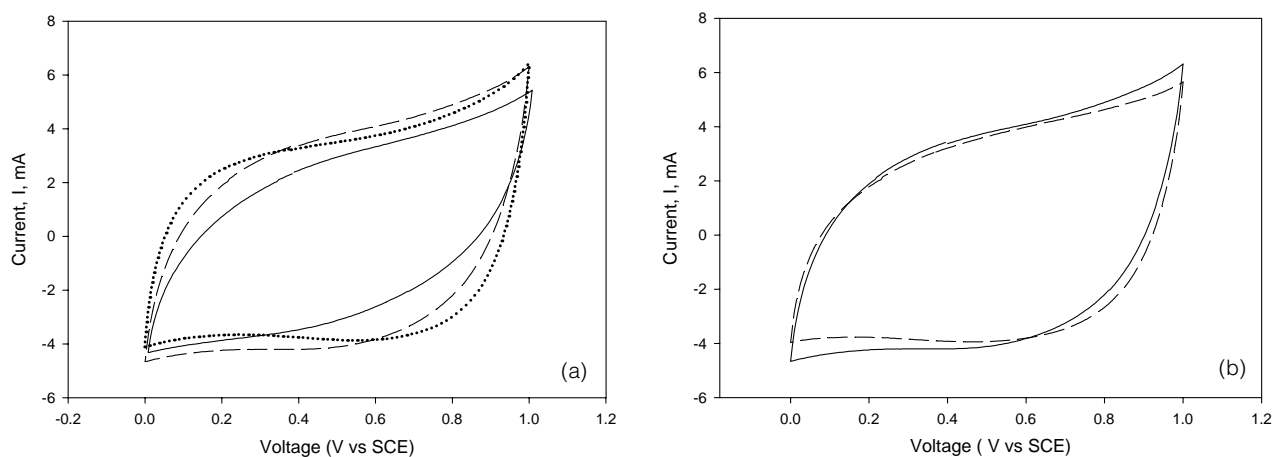 8
6
4
2
0
-2
-4
-6
Current, I, mA
-0.2 0.0 0.2 0.4 0.6 0.8 1.0 1.2
Voltage (V vs SCE)
(a)
8
6
4
2
0
-2
-4
-6
Current, I, mA
0.0 0.2 0.4 0.6 0.8 1.0 1.2
Voltage ( V vs SCE)
(b)